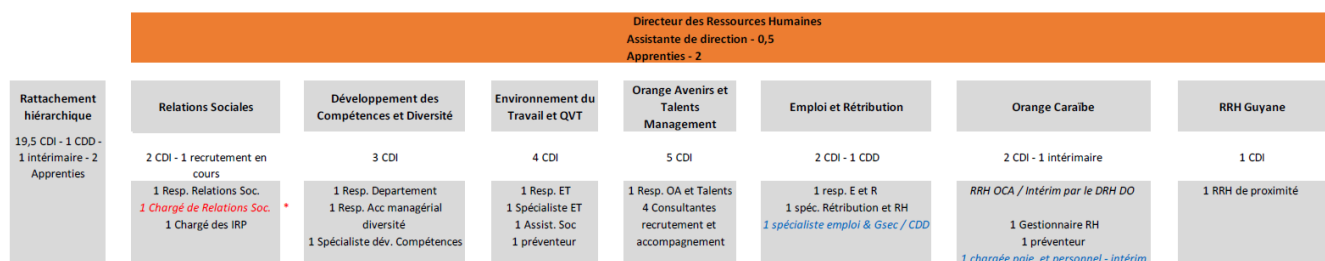 Directeur des Ressources Humaines
Assistante de direction - 0,5
Apprenties - 2
Rattachement
hiérarchique
19,5 CDI - 1 CDD -
1 intérimaire - 2
Apprenties
Relations Sociales
2 CDI - 1 recrutement en
cours
1 Resp. Relations Soc.
1 Chargé de Relations Soc. *
1 Chargé des IRP
Développement des
Compétences et Diversité
3 CDI
1 Resp. Departement
1 Resp. Acc managérial
diversité
1 Spécialiste dév. Compétences
Environnement du
Travail et QVT
4 CDI
1 Resp. ET
1 Spécialiste ET
1 Assist. Soc
1 préventeur
Orange Avenirs et
Talents
Management
5 CDI
1 Resp. OA et Talents
4 Consultantes
recrutement et
accompagnement
Emploi et Rétribution
2 CDI - 1 CDD
1 resp. E et R
1 spéc. Rétribution et RH
1 spécialiste emploi & Gsec / CDD
Orange Caraïbe
2 CDI - 1 intérimaire
RRH OCA / Intérim par le DRH DO
1 Gestionnaire RH
1 préventeur
1 chargée paie et personnel - intérim
RRH Guyane
1 CDI
1 RRH de proximité